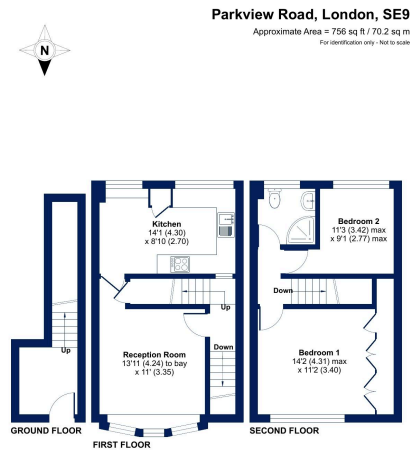 Parkview Road, London, SE9
Approximate Area = 756 sq ft / 70.2 sq m
For identification only - Not to scale
N
Kitchen
14'1 (4.30)
x 8'10 (2.70)
Bedroom 2
11'3 (3.42) max
x 9'1 (2.77) max
Up
Down
Up
Down
Reception Room
13'11 (4.24) to bay
x 11' (3.35)
Bedroom 1
14'2 (4.31) max
x 11'2 (3.40)
GROUND FLOOR
FIRST FLOOR
SECOND FLOOR